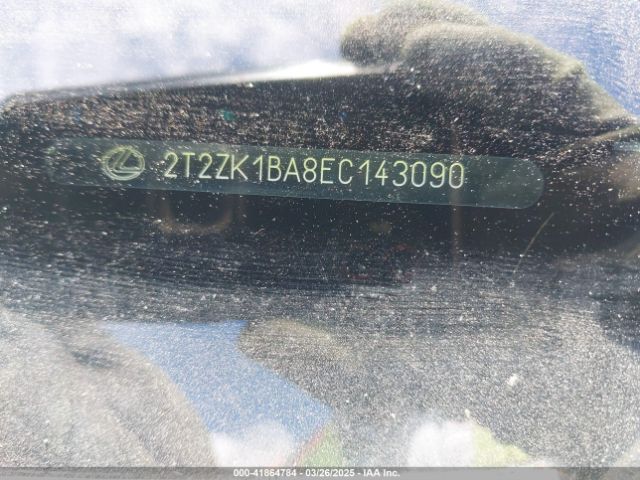 2T2ZK1BA8EC143090
000-41864784 — 03/26/2025 — IAA Inc.